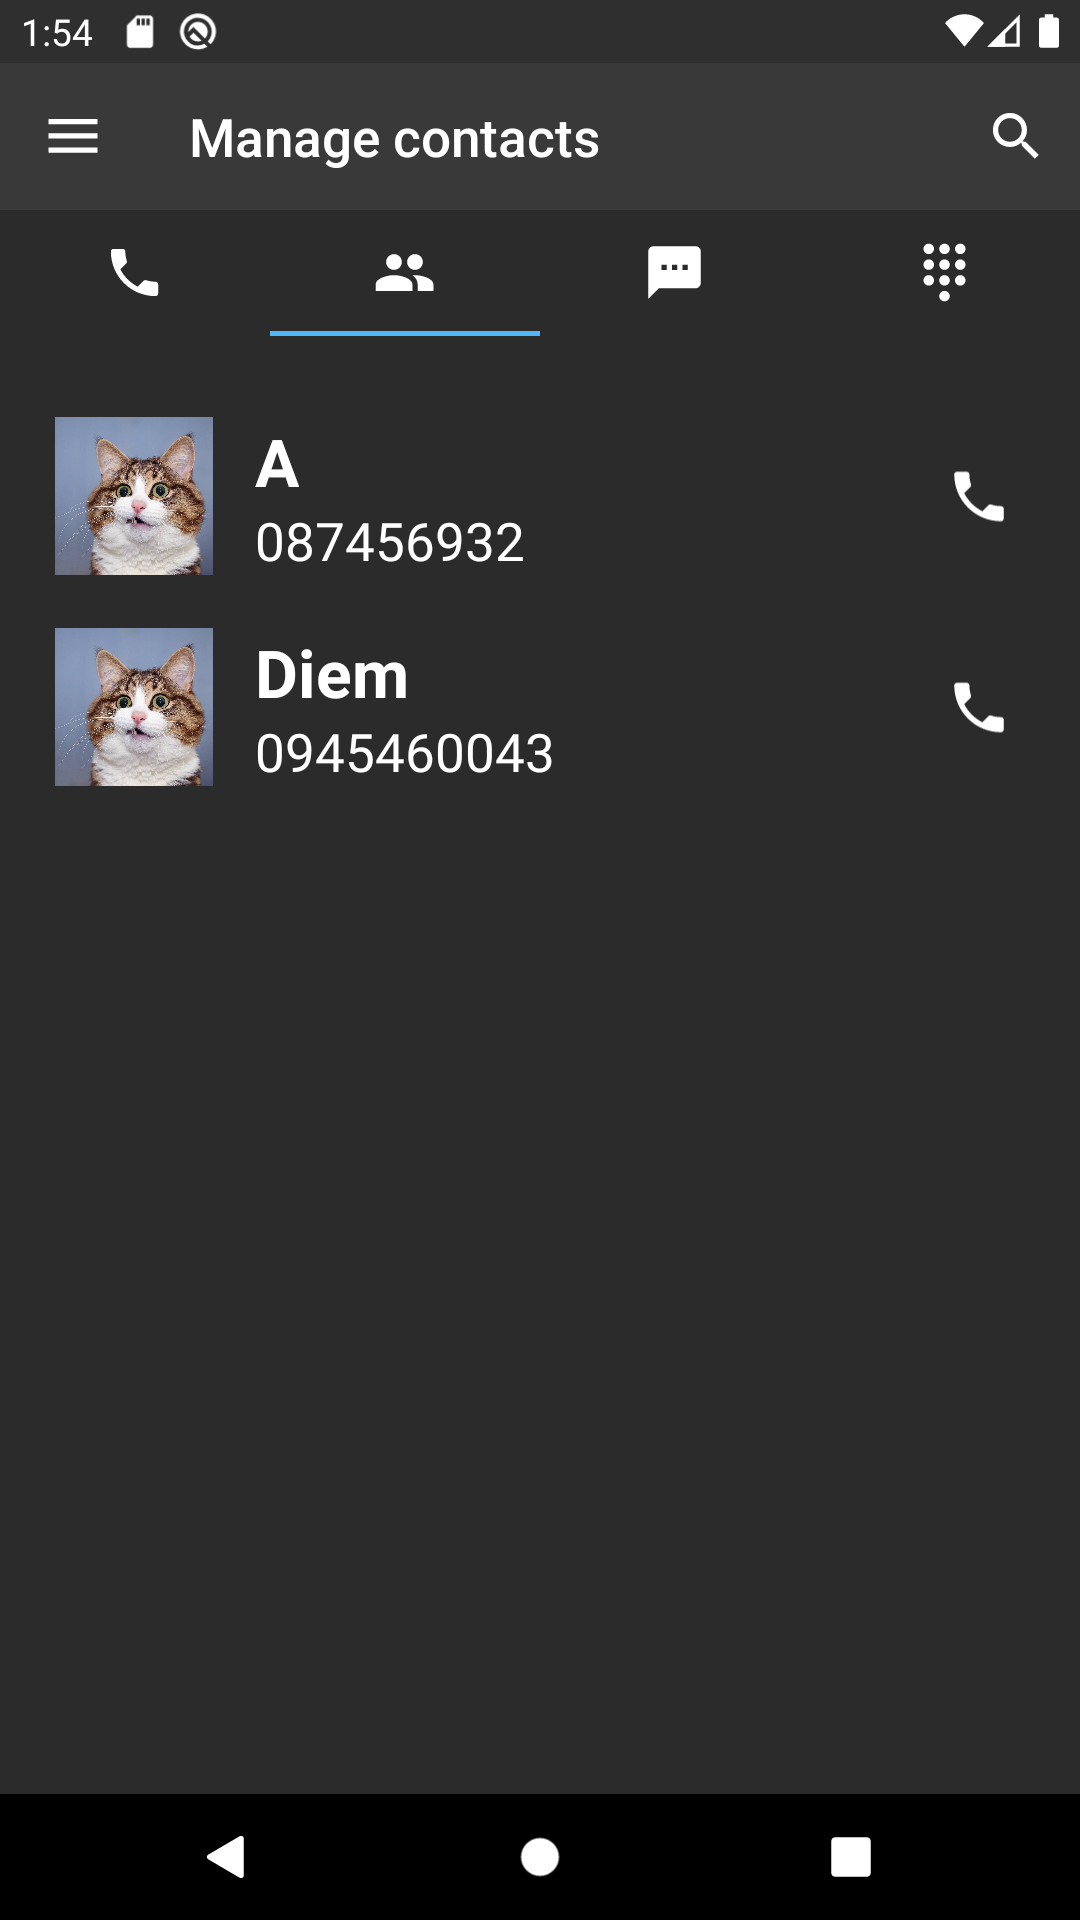 1:54
Manage contacts
A
087456932
Diem
0945460043